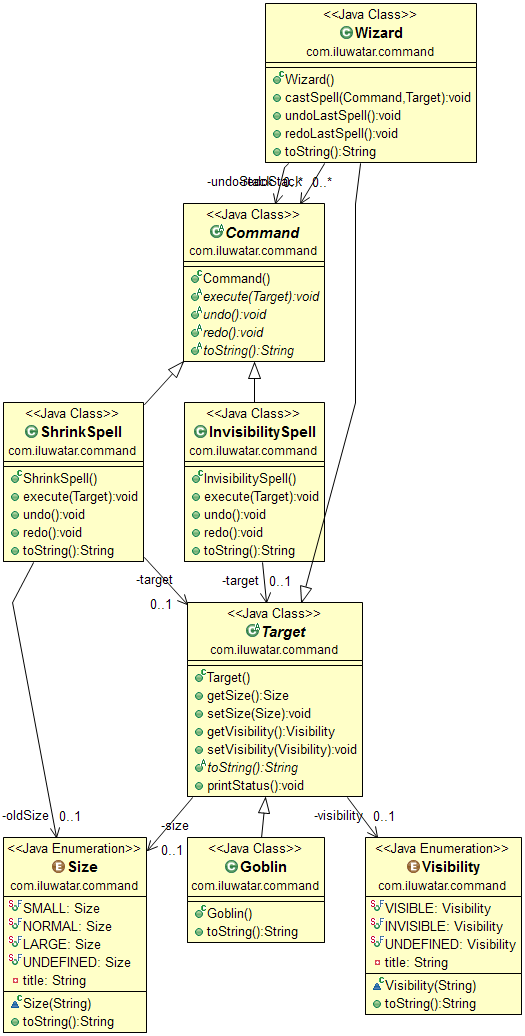 <<Java Class>>
Wizard
com.iluwatar.command
Wizard()
castSpell(Command,Target):void
undoLastSpell():void
redoLastSpell():void
toString():String
0..*
0..*
<<Java Class>>
Command
com.iluwatar.command
Command()
execute(Target):void
undo():void
redo():void
toString():String
<<Java Class>>
ShrinkSpell
com.iluwatar.command
ShrinkSpell()
execute(Target):void
undo():void
redo():void
toString():String
<<Java Class>>
InvisibilitySpell
com.iluwatar.command
InvisibilitySpell()
execute(Target):void
undo():void
redo():void
toString():String
-target
0..1
-target
0..1
<<Java Class>>
Target
com.iluwatar.command
Target()
getSize():Size
setSize(Size):void
getVisibility():Visibility
setVisibility(Visibility):void
toString():String
printStatus():void
-oldSize
0..1
-size
0..1
-visibility
0..1
<<Java Enumeration>>
Size
com.iluwatar.command
SMALL: Size
NORMAL: Size
LARGE: Size
UNDEFINED: Size
title: String
Size(String)
toString():String
<<Java Class>>
Goblin
com.iluwatar.command
Goblin()
toString():String
<<Java Enumeration>>
Visibility
com.iluwatar.command
VISIBLE: Visibility
INVISIBLE: Visibility
UNDEFINED: Visibility
title: String
Visibility(String)
toString():String